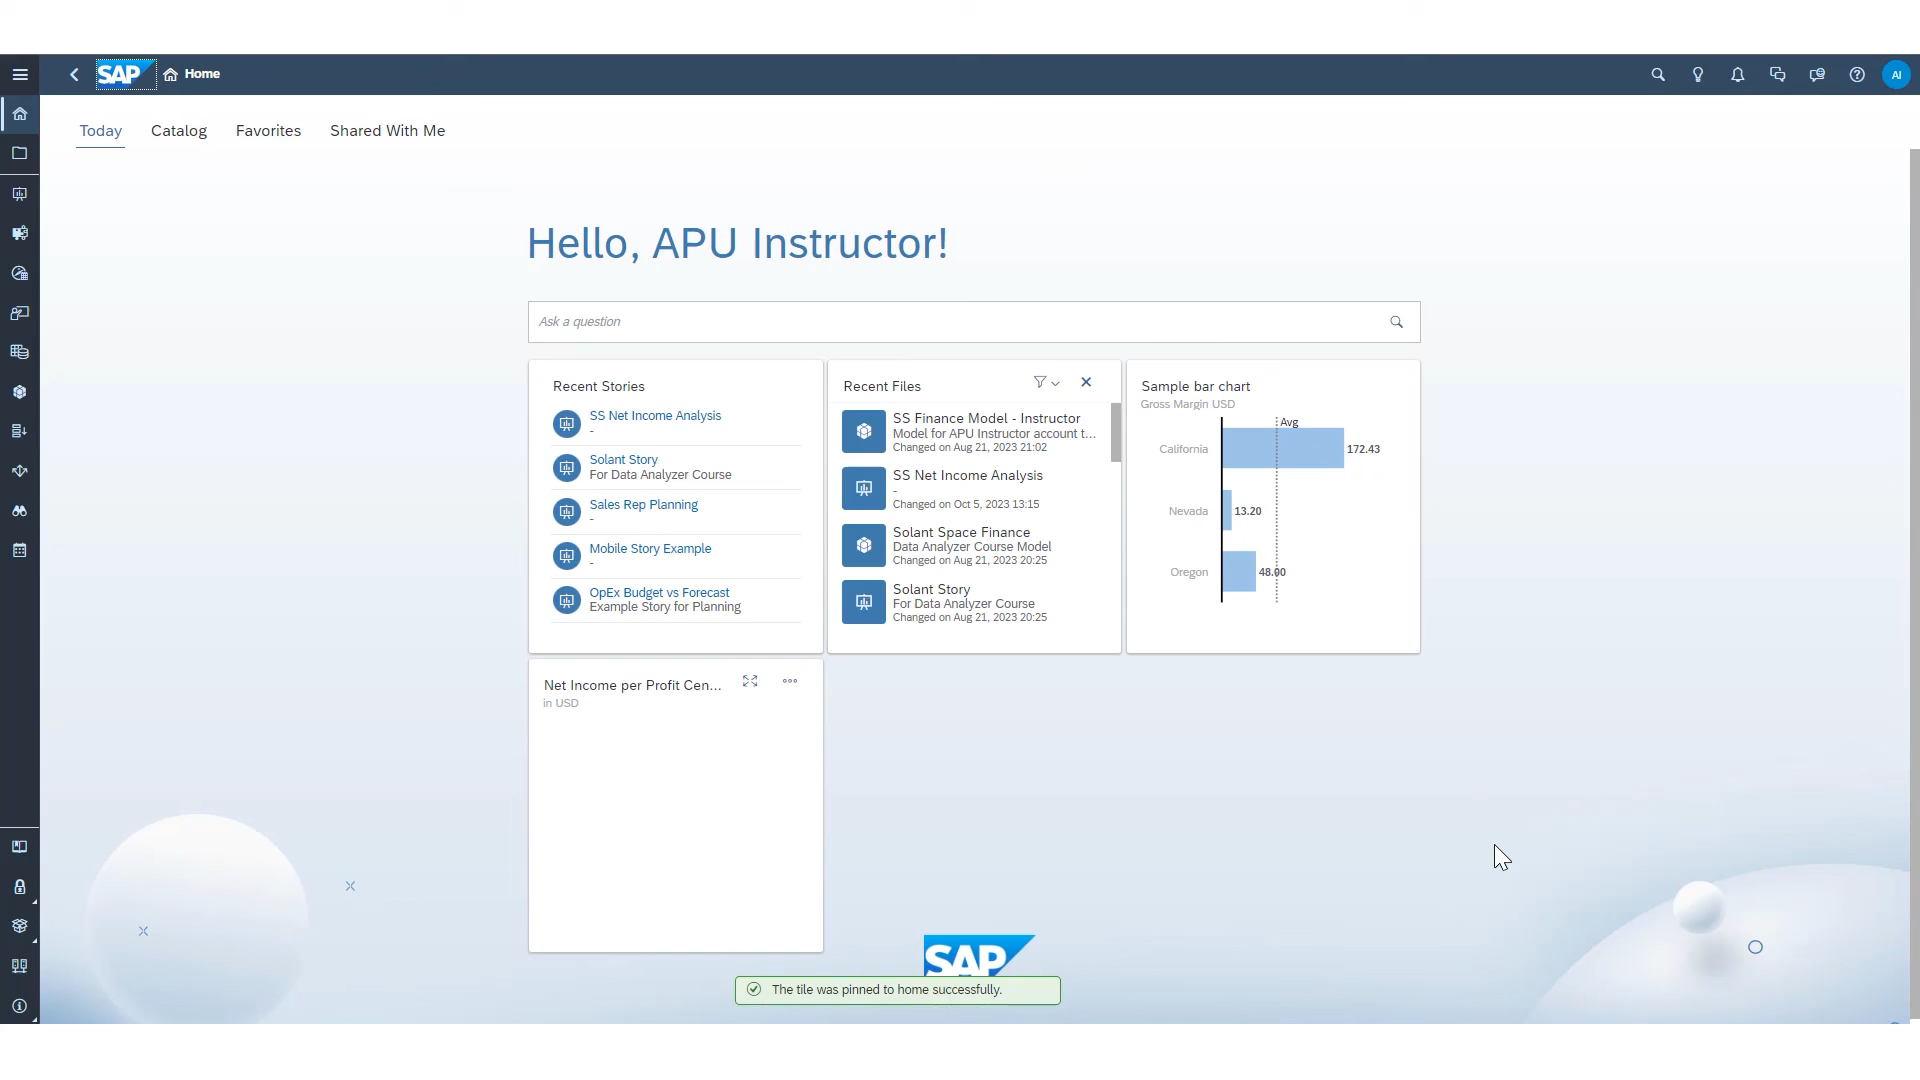 SAP
Home
AI
Today
Catalog
Favorites
Shared With Me
Hello, APU Instructor!
Ask a question
Recent Stories
SS Net Income Analysis
-
Solant Story
For Data Analyzer Course
Sales Rep Planning
-
Mobile Story Example
-
OpEx Budget vs Forecast
Example Story for Planning
Recent Files
SS Finance Model - Instructor
Model for APU Instructor account t...
Changed on Aug 21, 2023 21:02
SS Net Income Analysis
-
Changed on Oct 5, 2023 13:15
Solant Space Finance
Data Analyzer Course Model
Changed on Aug 21, 2023 20:25
Solant Story
For Data Analyzer Course
Changed on Aug 21, 2023 20:25
Sample bar chart
Gross Margin USD
Avg
California
172.43
Nevada
13.20
Oregon
48.00
Net Income per Profit Cen...
in USD
SAP
The tile was pinned to home successfully.